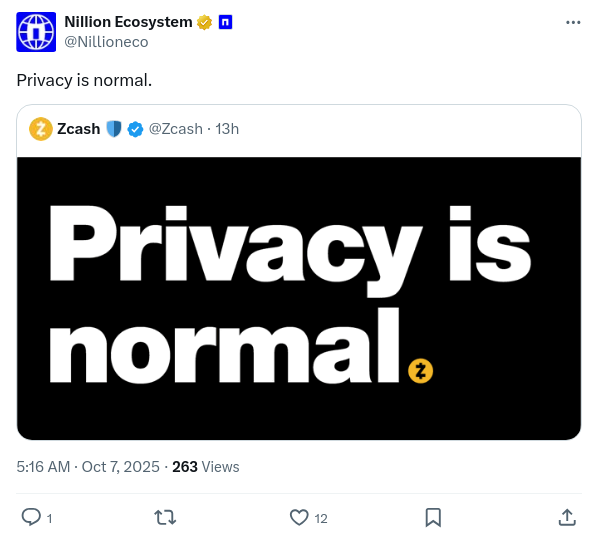 Nillion Ecosystem
@Nillioneco
Privacy is normal.
Zcash @Zcash · 13h
Privacy is
normal.
5:16 AM · Oct 7, 2025 · 263 Views
1 12